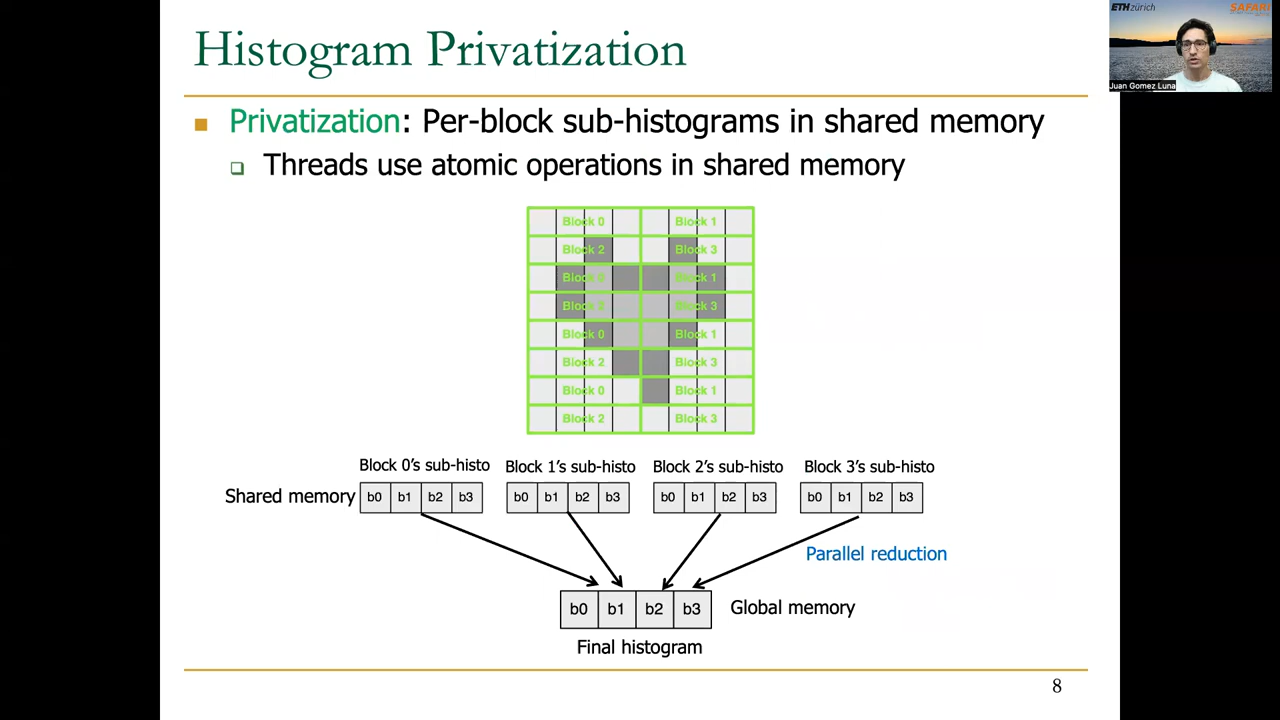 Histogram Privatization
ETHzürich
SAFARI
Juan Gomez Luna
Privatization: Per-block sub-histograms in shared memory
Threads use atomic operations in shared memory
Block 0 Block 1
Block 2 Block 3
Block 0 Block 1
Block 2 Block 3
Block 0 Block 1
Block 2 Block 3
Block 0 Block 1
Block 2 Block 3
Block 0's sub-histo Block 1's sub-histo Block 2's sub-histo Block 3's sub-histo
Shared memory b0 b1 b2 b3 b0 b1 b2 b3 b0 b1 b2 b3 b0 b1 b2 b3
Parallel reduction
b0 b1 b2 b3 Global memory
Final histogram
8